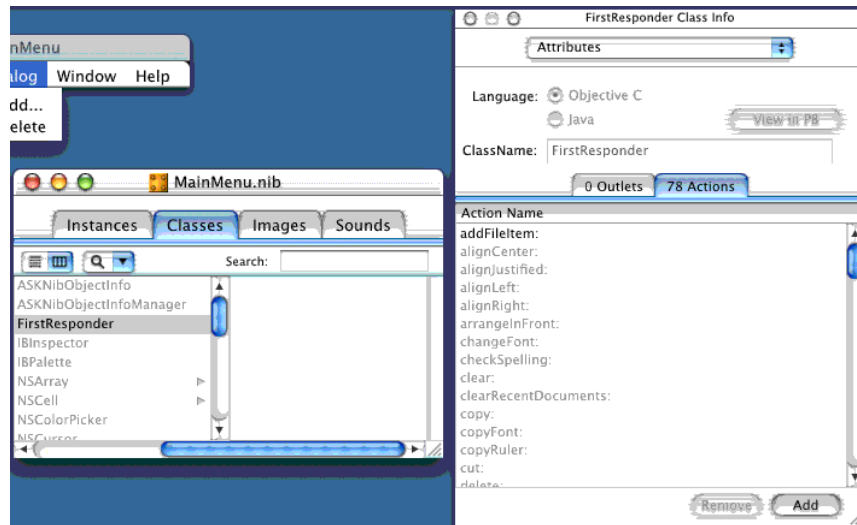 nMenu
alog Window Help
dd...
elete
MainMenu.nib
Instances Classes Images Sounds
Search:
ASKNibObjectInfo
ASKNibObjectInfoManager
FirstResponder
IBInspector
IBPalette
NSArray
NSCell
NSColorPicker
NSCursor
FirstResponder Class Info
Attributes
Language: Objective C
Java
View in PB
ClassName: FirstResponder
0 Outlets 78 Actions
Action Name
addFileItem:
alignCenter:
alignJustified:
alignLeft:
alignRight:
arrangeInFront:
changeFont:
checkSpelling:
clear:
clearRecentDocuments:
copy:
copyFont:
copyRuler:
cut:
delete:
Remove Add